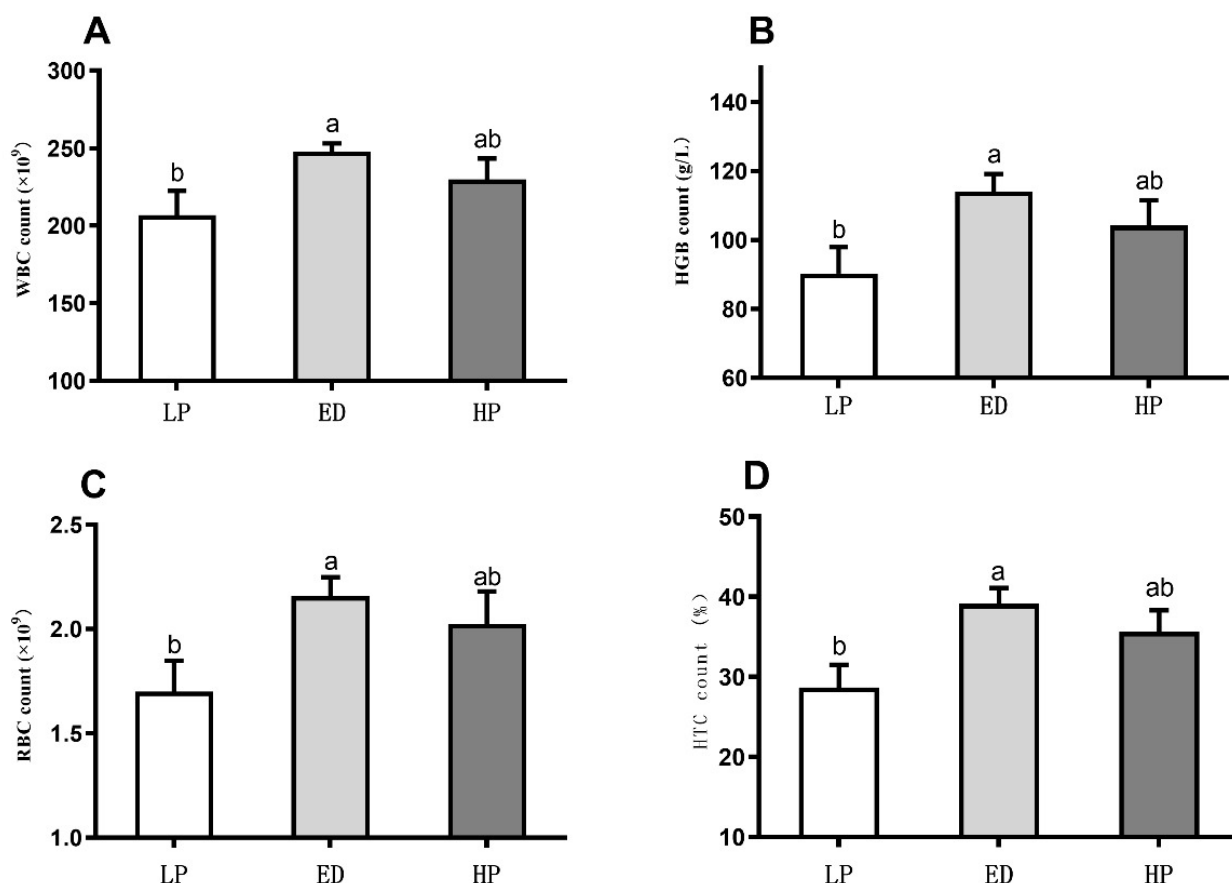 A
WBC count (×10⁹)
300
250
200
150
100
b
a
ab
LP
ED
HP
B
HGB count (g/L)
140
120
100
80
60
b
a
ab
LP
ED
HP
C
RBC count (×10⁹)
2.5
2.0
1.5
1.0
b
a
ab
LP
ED
HP
D
HTC count (%)
50
40
30
20
10
b
a
ab
LP
ED
HP